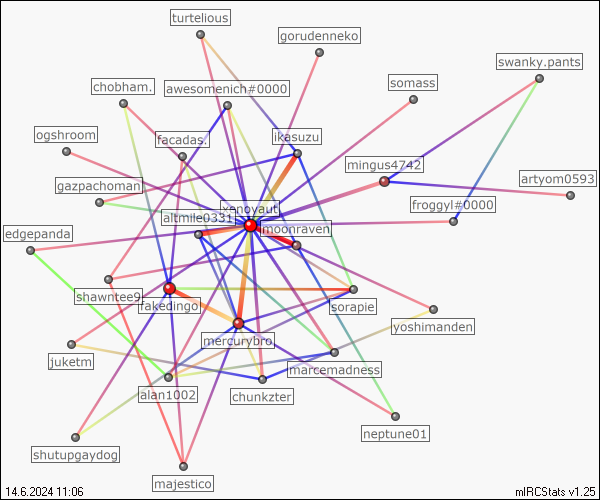 turtelious
gorudenneko
swanky.pants
chobham.
awesomenich#0000
somass
ogshroom
facadas.
ikasuzu
mingus4742
artyom0593
gazpachoman
xenoyaut
froggyl#0000
altmile0331
moonraven
edgepanda
shawntee9
fakedingo
sorapie
yoshimanden
mercurybro
juketm
marcemadness
alan1002
chunkzter
neptune01
shutupgaydog
majestico
14.6.2024 11:06
mIRCStats v1.25